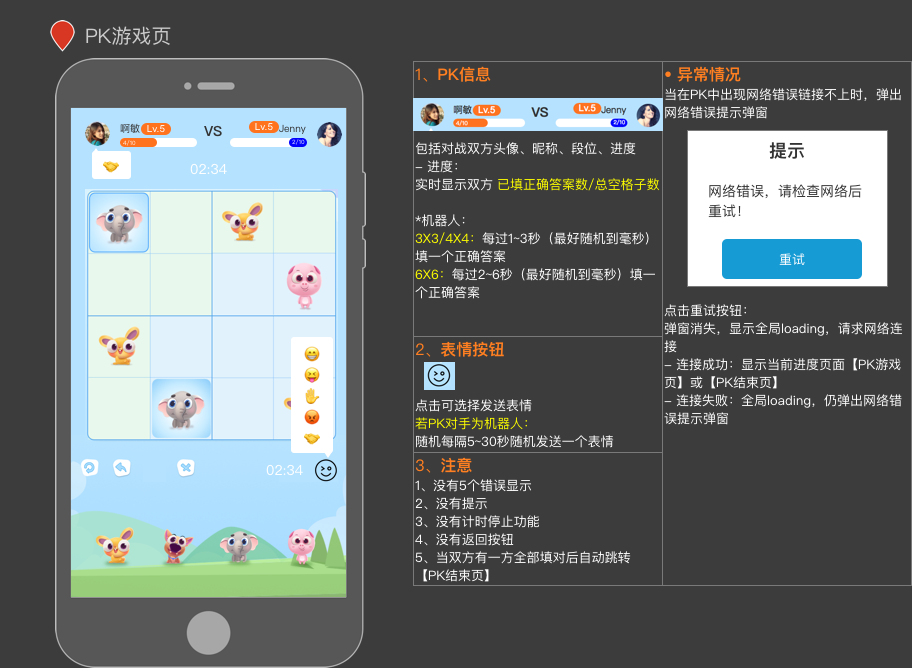 PK游戏页
啊敏 Lv.5 VS Lv.5 Jenny
4/10 2/10
02:34
02:34
1、PK信息
啊敏 Lv.5 VS Lv.5 Jenny
4/10 2/10
包括对战双方头像、昵称、段位、进度
- 进度：
实时显示双方 已填正确答案数/总空格子数
*机器人：
3X3/4X4：每过1~3秒（最好随机到毫秒）
填一个正确答案
6X6：每过2~6秒（最好随机到毫秒）填一
个正确答案
2、表情按钮
点击可选择发送表情
若PK对手为机器人：
随机每隔5~30秒随机发送一个表情
3、注意
1、没有5个错误显示
2、没有提示
3、没有计时停止功能
4、没有返回按钮
5、当双方有一方全部填对后自动跳转
【PK结束页】
• 异常情况
当在PK中出现网络错误链接不上时，弹出
网络错误提示弹窗
提示
网络错误，请检查网络后
重试！
重试
点击重试按钮：
弹窗消失，显示全局loading，请求网络连
接
- 连接成功：显示当前进度页面【PK游戏
页】或【PK结束页】
- 连接失败：全局loading，仍弹出网络错
误提示弹窗